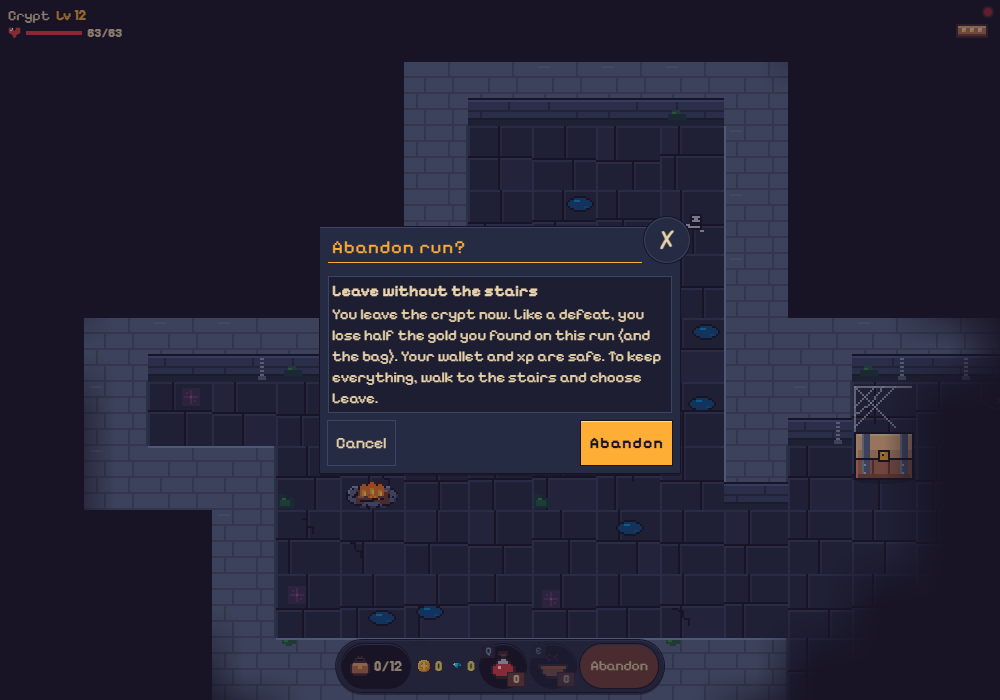 Crypt Lv 12
63/63
Abandon run?
X
Leave without the stairs
You leave the crypt now. Like a defeat, you
lose half the gold you found on this run (and
the bag). Your wallet and xp are safe. To keep
everything, walk to the stairs and choose
Leave.
Cancel
Abandon
0/12
0
0
Q
0
E
0
Abandon